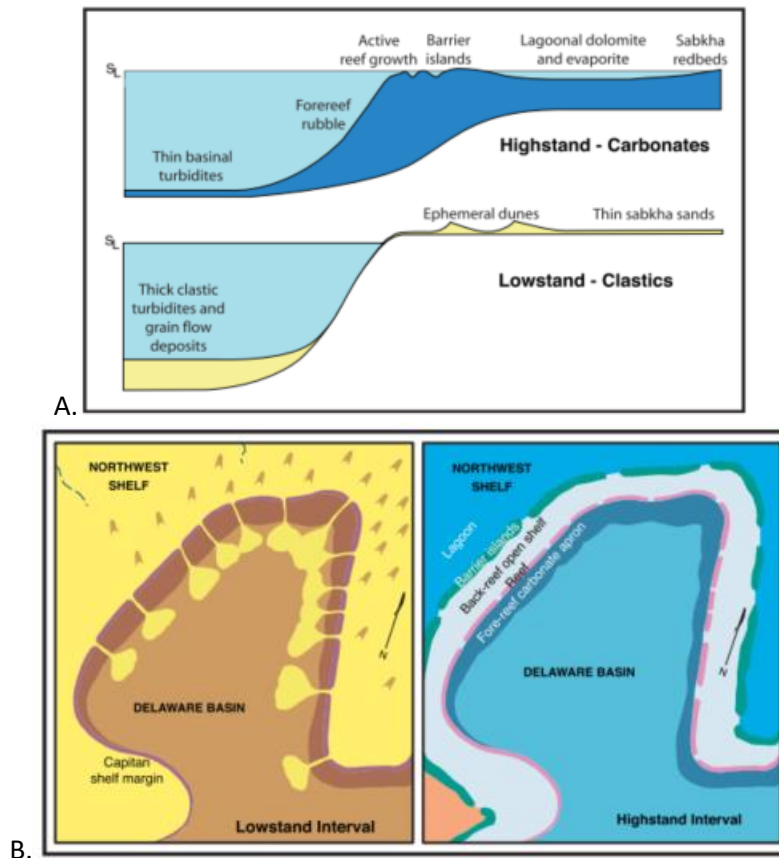 Active
reef growth
Barrier
islands
Lagoonal dolomite
and evaporite
Sabkha
redbeds
SL
Forereef
rubble
Thin basinal
turbidites
Highstand - Carbonates
Ephemeral dunes
Thin sabkha sands
SL
Lowstand - Clastics
Thick clastic
turbidites and
grain flow
deposits
A.
NORTHWEST
SHELF
N
DELAWARE BASIN
Capitan
shelf margin
Lowstand Interval
NORTHWEST
SHELF
Lagoon
Barrier islands
Back-reef open shelf
Reef
Fore-reef carbonate apron
N
DELAWARE BASIN
Highstand Interval
B.